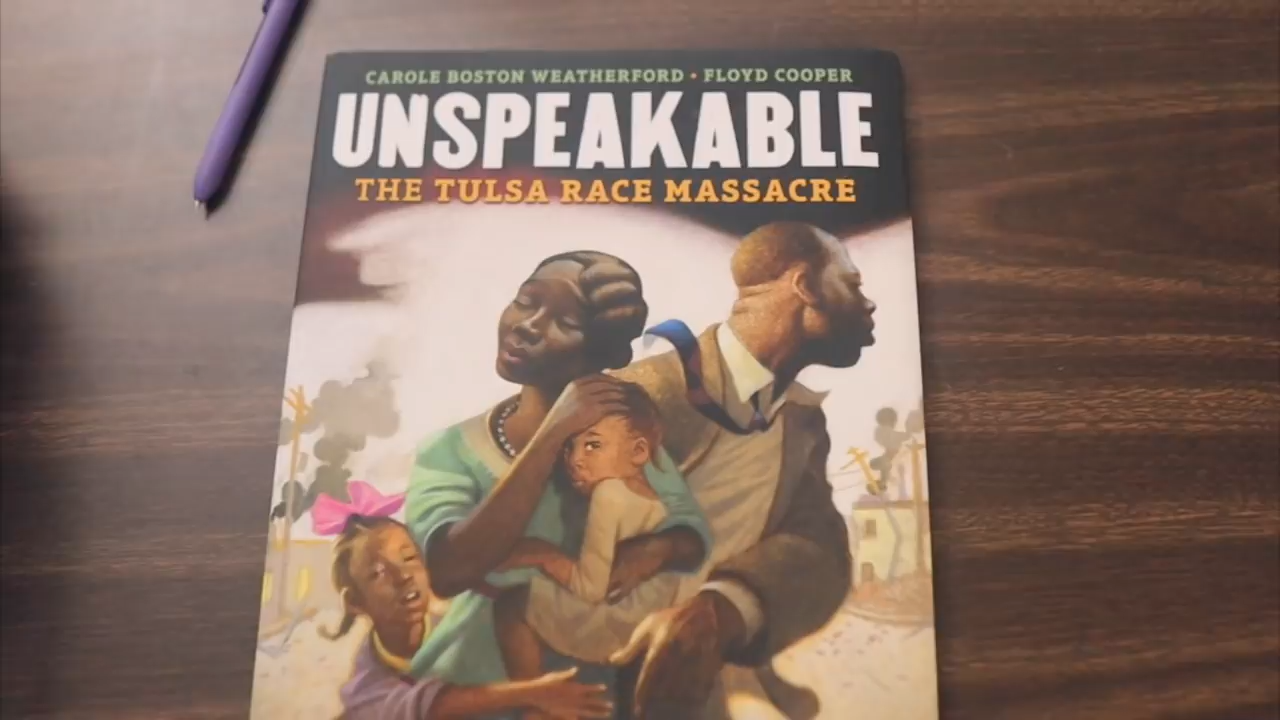 CAROLE BOSTON WEATHERFORD • FLOYD COOPER
UNSPEAKABLE
THE TULSA RACE MASSACRE